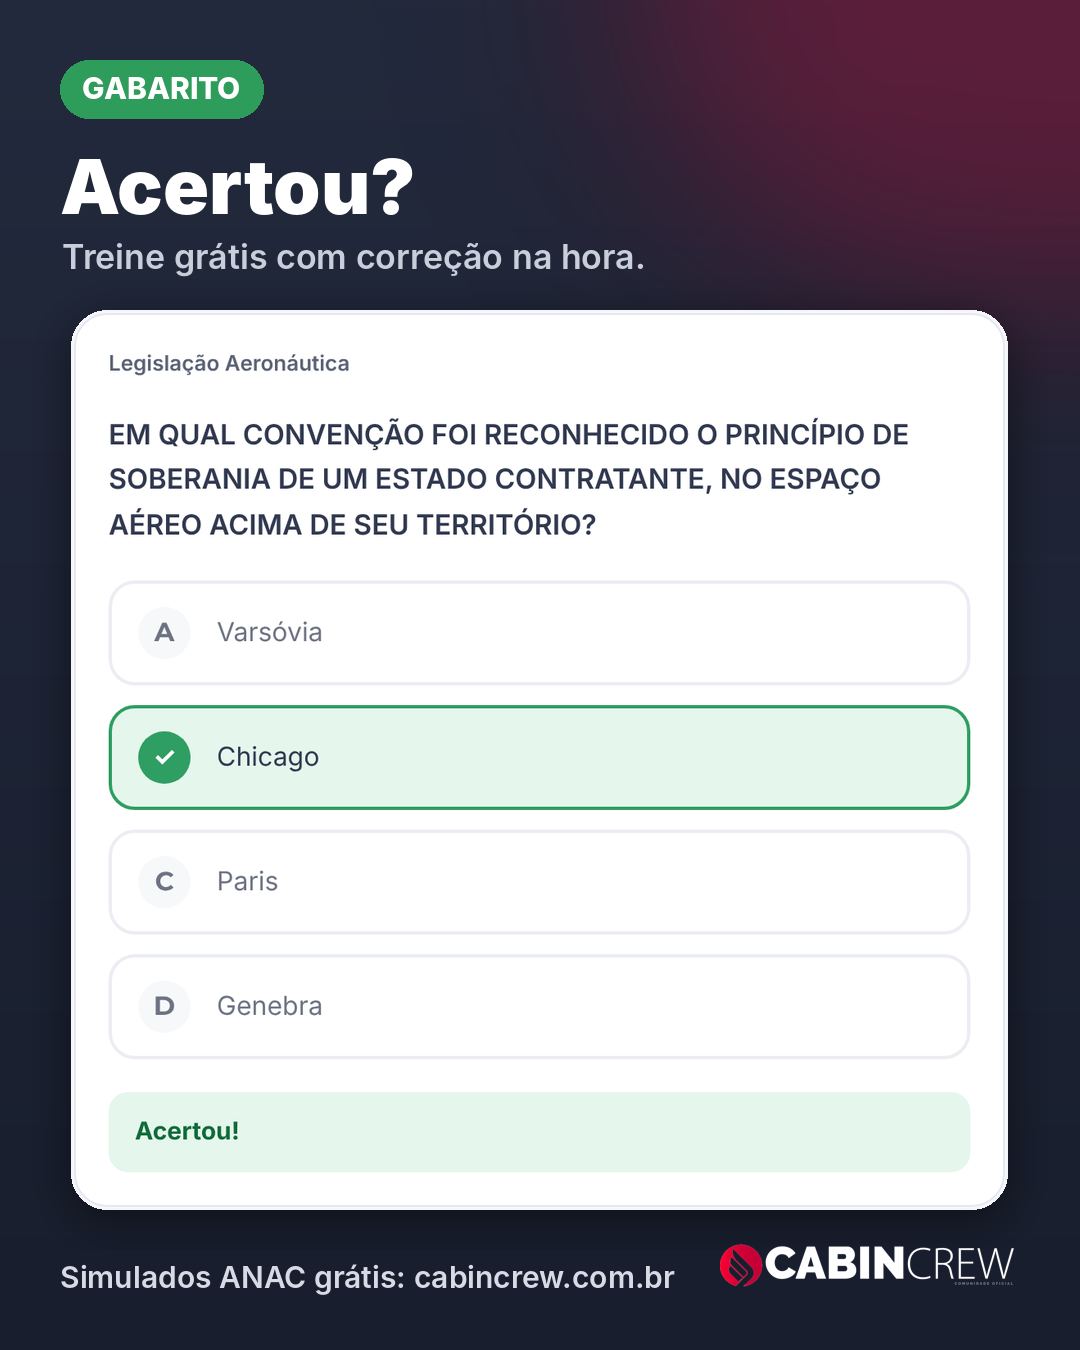 GABARITO
Acertou?
Treine grátis com correção na hora.
Legislação Aeronáutica
EM QUAL CONVENÇÃO FOI RECONHECIDO O PRINCÍPIO DE
SOBERANIA DE UM ESTADO CONTRATANTE, NO ESPAÇO
AÉREO ACIMA DE SEU TERRITÓRIO?
A Varsóvia
Chicago
C Paris
D Genebra
Acertou!
Simulados ANAC grátis: cabincrew.com.br
CABINCREW
COMUNIDADE OFICIAL